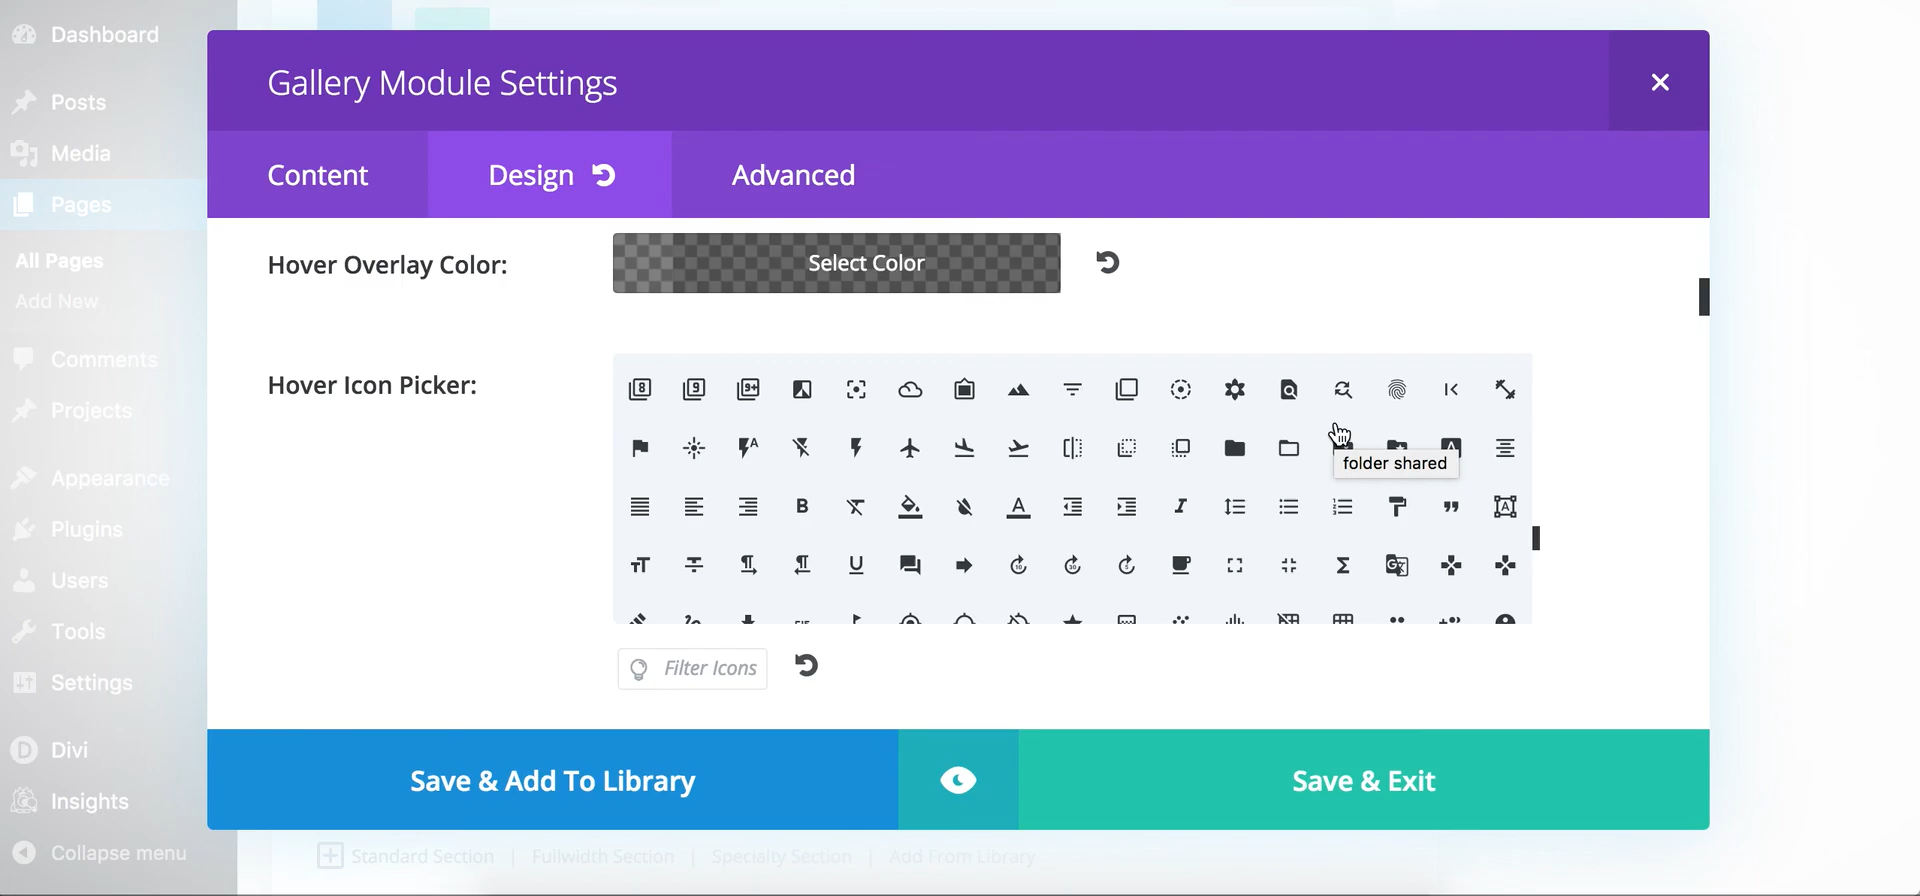 Dashboard
Posts
Media
Pages
All Pages
Add New
Comments
Projects
Appearance
Plugins
Users
Tools
Settings
Divi
Insights
Collapse menu
Gallery Module Settings
Content
Design
Advanced
Hover Overlay Color:
Select Color
Hover Icon Picker:
folder shared
Filter Icons
Save & Add To Library
Save & Exit
Standard Section | Fullwidth Section | Specialty Section | Add From Library